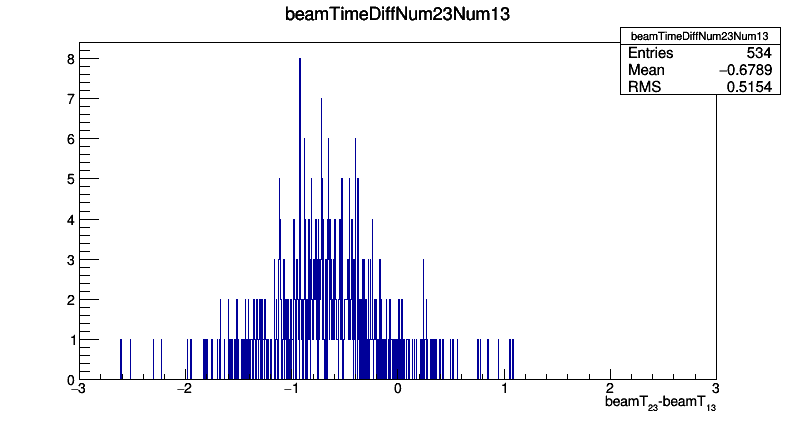 beamTimeDiffNum23Num13
beamTimeDiffNum23Num13
Entries 534
Mean −0.6789
RMS 0.5154
8
7
6
5
4
3
2
1
0
−3 −2 −1 0 1 2 3
beamT23-beamT13